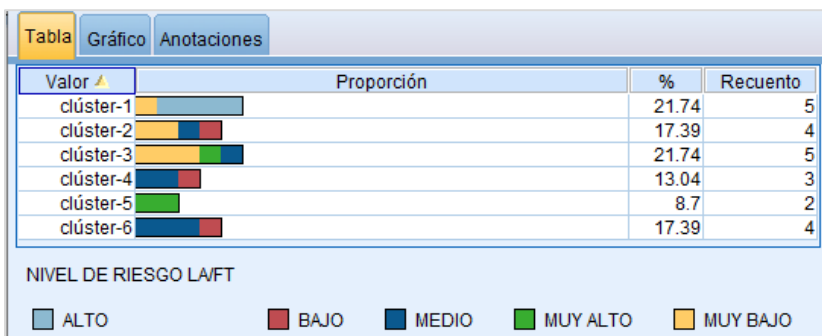 Tabla Gráfico Anotaciones
Valor Proporción % Recuento
clúster-1 21.74 5
clúster-2 17.39 4
clúster-3 21.74 5
clúster-4 13.04 3
clúster-5 8.7 2
clúster-6 17.39 4
NIVEL DE RIESGO LA/FT
ALTO BAJO MEDIO MUY ALTO MUY BAJO